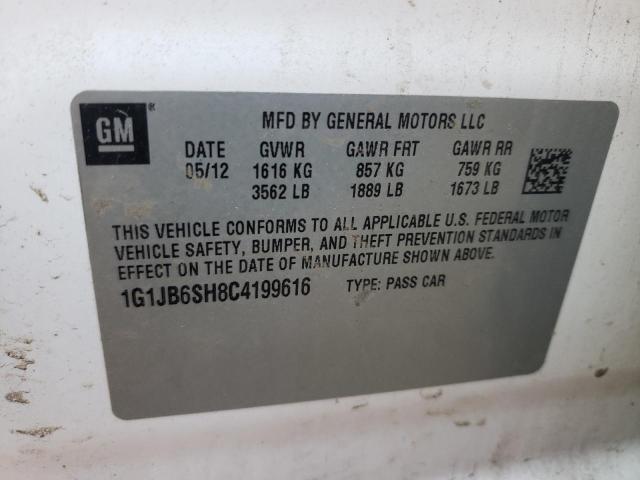 GM®
MFD BY GENERAL MOTORS LLC
DATE GVWR GAWR FRT GAWR RR
05/12 1616 KG 857 KG 759 KG
3562 LB 1889 LB 1673 LB
THIS VEHICLE CONFORMS TO ALL APPLICABLE U.S. FEDERAL MOTOR
VEHICLE SAFETY, BUMPER, AND THEFT PREVENTION STANDARDS IN
EFFECT ON THE DATE OF MANUFACTURE SHOWN ABOVE.
1G1JB6SH8C4199616 TYPE: PASS CAR